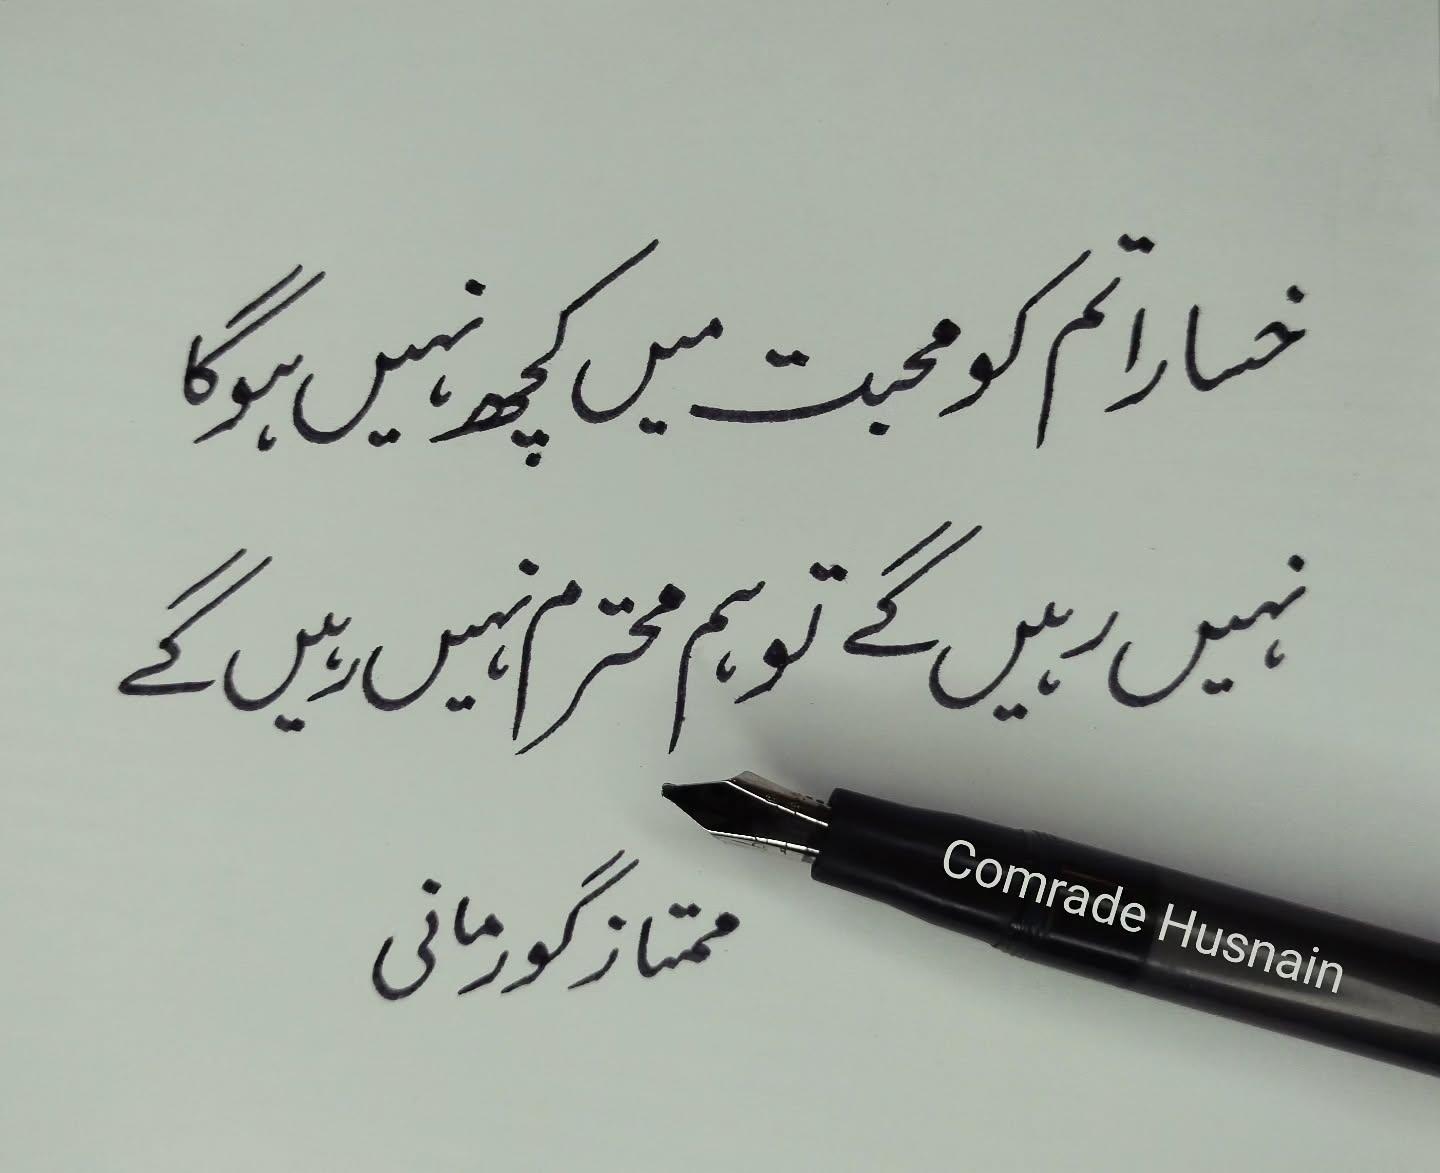 خسارا تم کو محبت میں کچھ نہیں ہوگا
نہیں رہیں گے تو ہم محترم نہیں رہیں گے
ممتاز گورمانی
Comrade Husnain